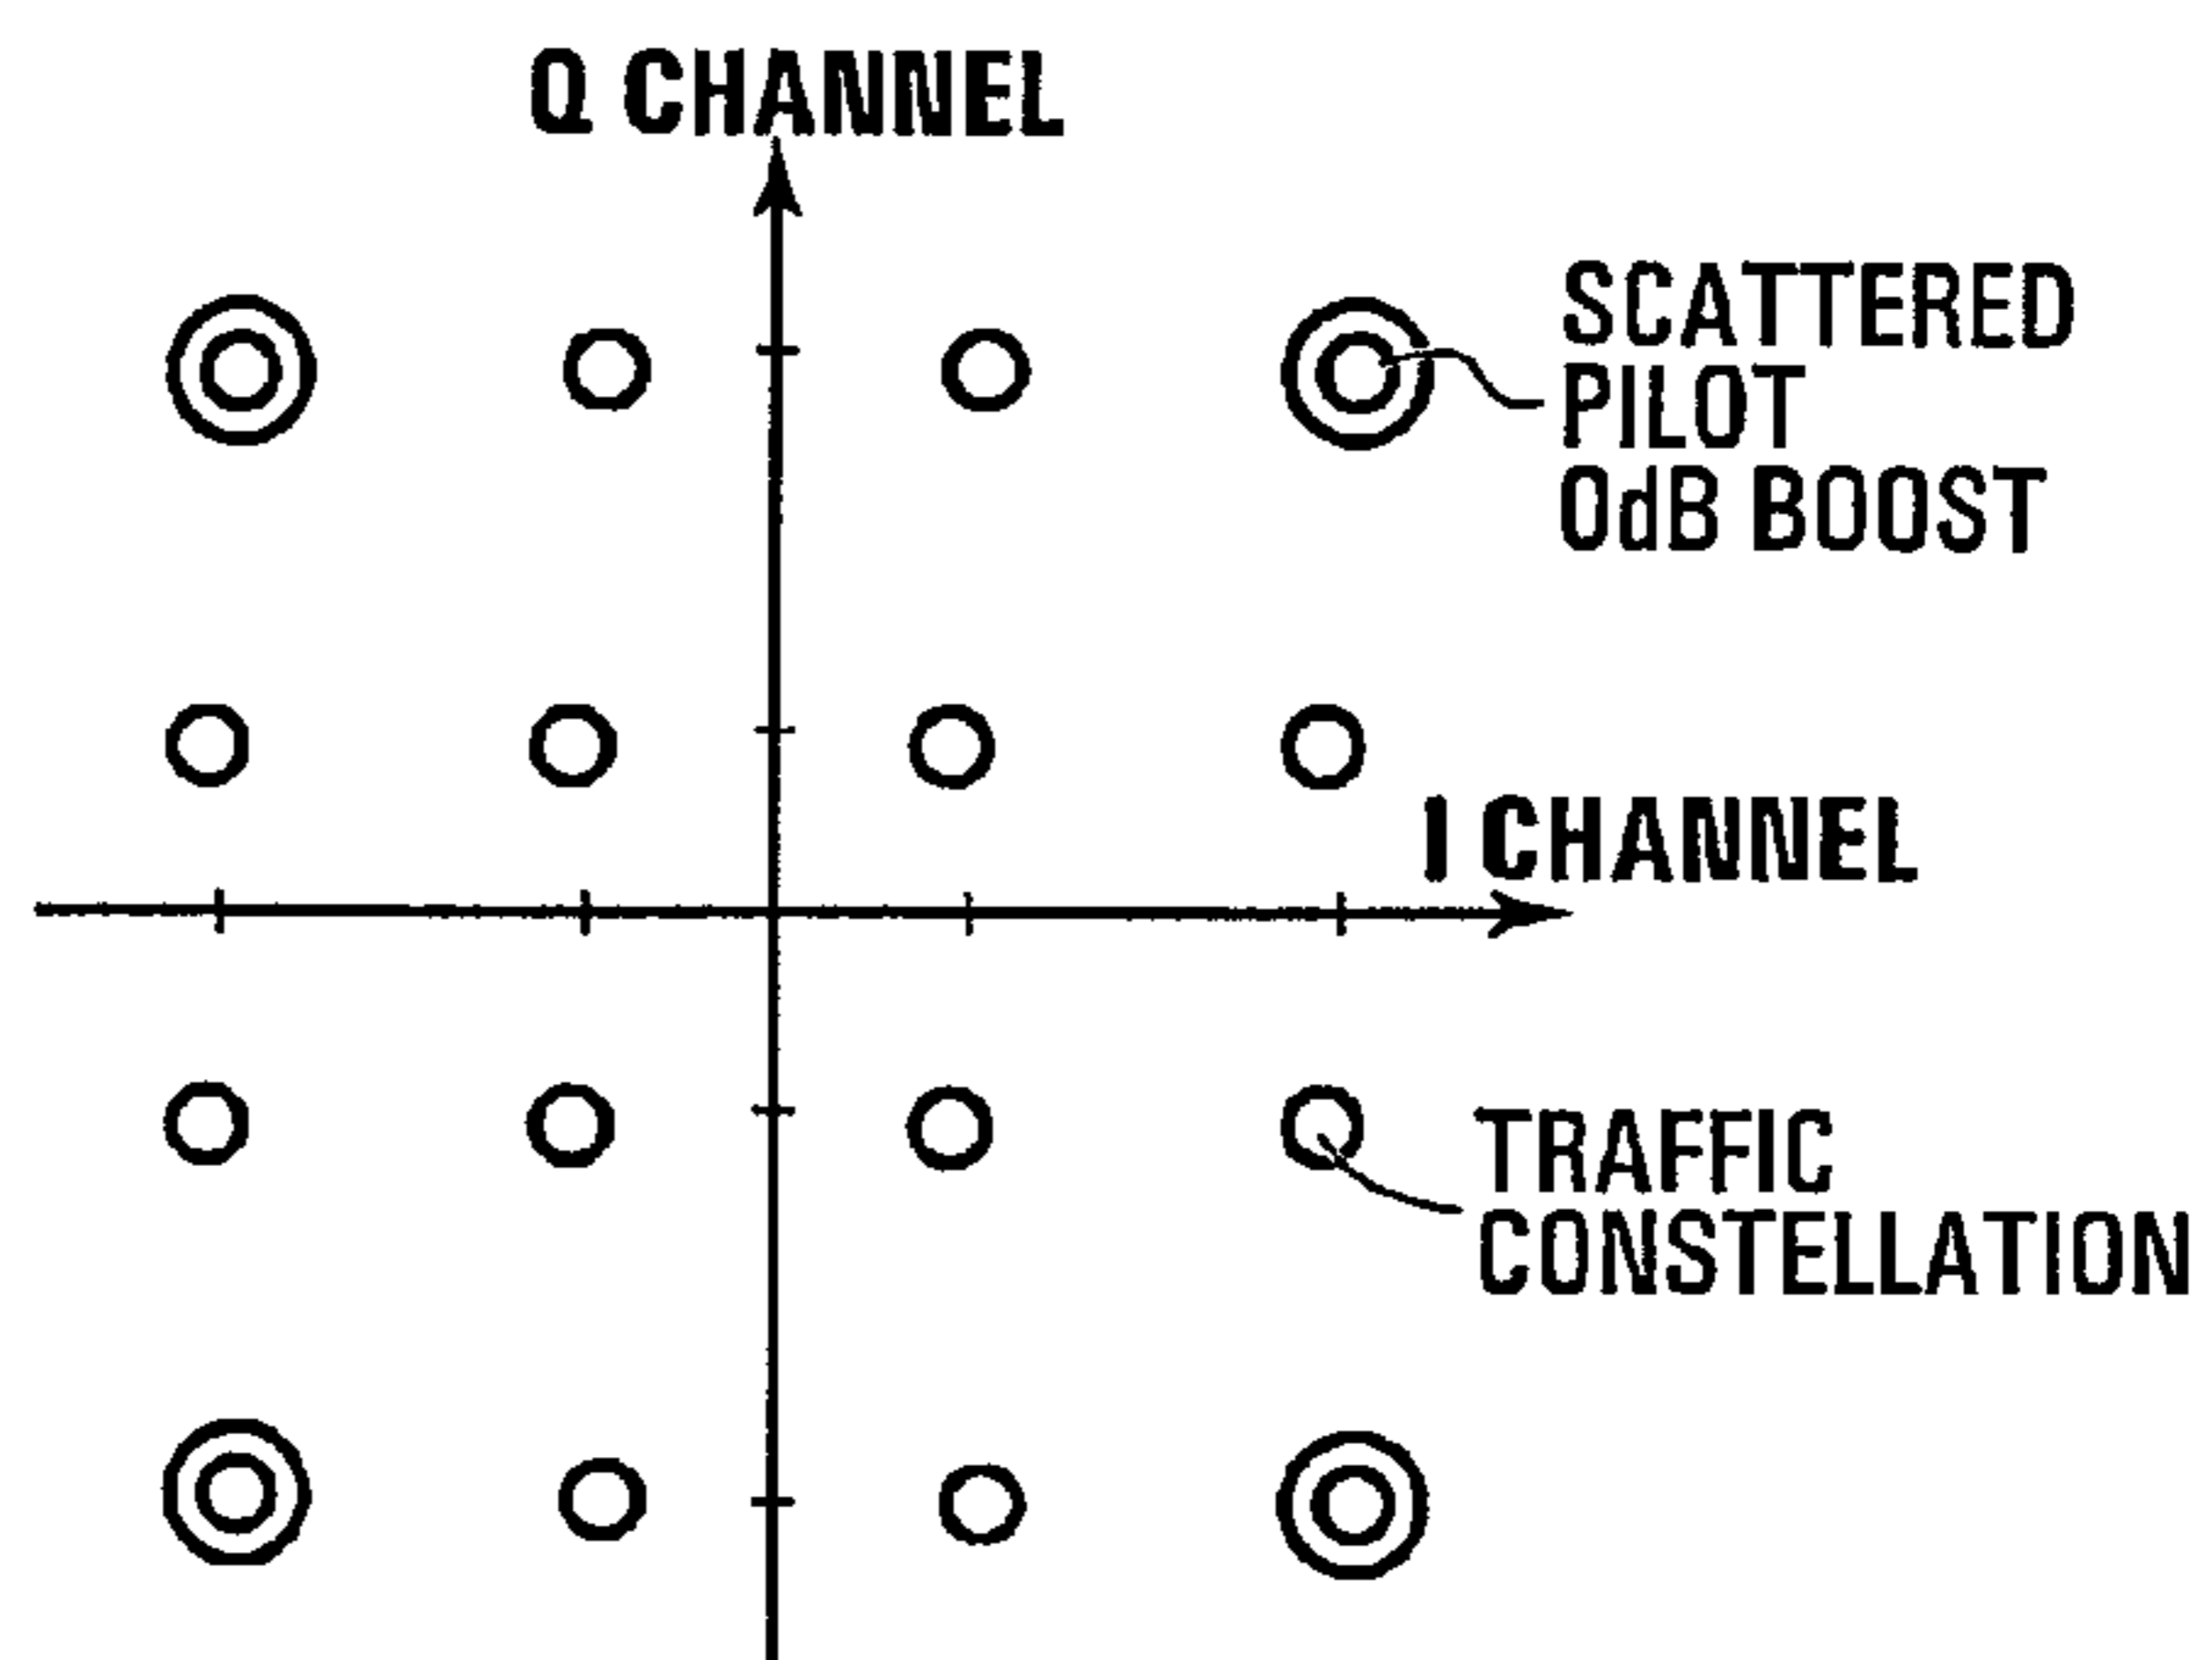 Q CHANNEL
SCATTERED
PILOT
0dB BOOST
I CHANNEL
TRAFFIC
CONSTELLATION